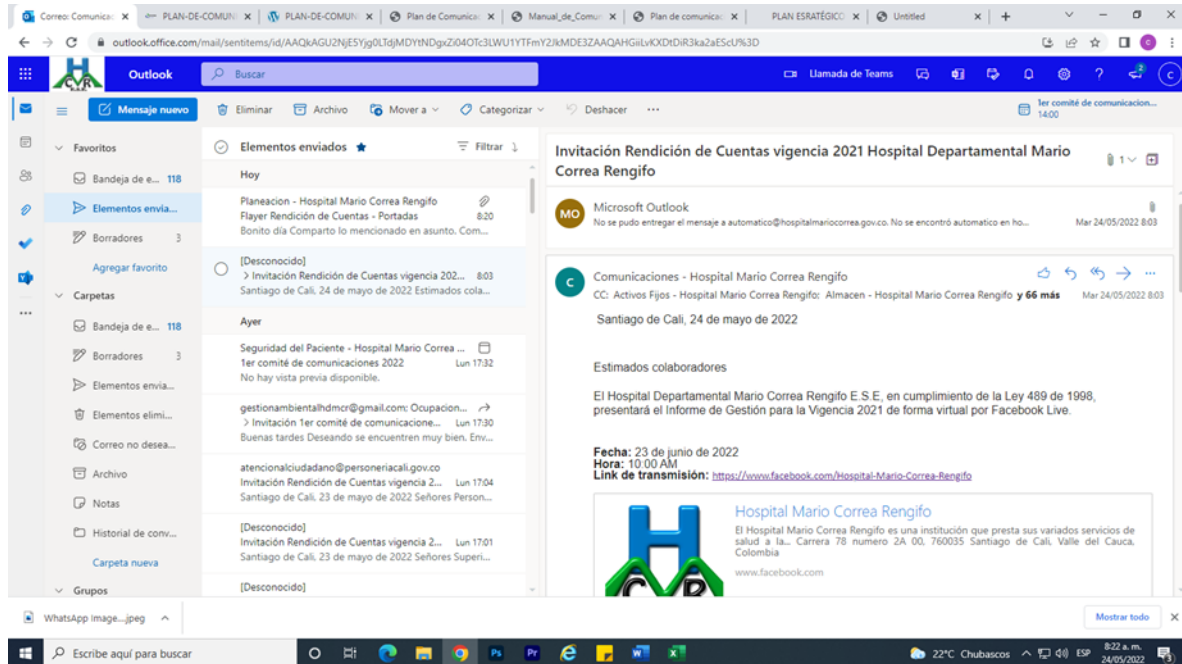 Correo: Comunicac
PLAN-DE-COMUNI
PLAN-DE-COMUNI
Plan de Comunicac
Manual_de_Comun
Plan de comunicac
PLAN ESRATÉGICO
Untitled
outlook.office.com/mail/sentitems/id/
Outlook
Buscar
Llamada de Teams
Mensaje nuevo
Eliminar
Archivo
Mover a
Categorizar
Deshacer
1er comité de comunicacion...
14:00
Favoritos
Bandeja de e... 118
Elementos envia...
Borradores 3
Agregar favorito
Carpetas
Bandeja de e... 118
Borradores 3
Elementos envia...
Elementos elimi...
Correo no desea...
Archivo
Notas
Historial de conv...
Carpeta nueva
Grupos
Elementos enviados
Filtrar
Hoy
Planeacion - Hospital Mario Correa Rengifo
Flayer Rendición de Cuentas - Portadas 8:20
Bonito día Comparto lo mencionado en asunto. Com...
[Desconocido]
> Invitación Rendición de Cuentas vigencia 202... 8:03
Santiago de Cali, 24 de mayo de 2022 Estimados cola...
Ayer
Seguridad del Paciente - Hospital Mario Correa ...
1er comité de comunicaciones 2022 Lun 17:32
No hay vista previa disponible.
gestionambientalhdmcr@gmail.com: Ocupacion...
> Invitación 1er comité de comunicacione... Lun 17:30
Buenas tardes Deseando se encuentren muy bien. Env...
atencionalciudadano@personeriacali.gov.co
Invitación Rendición de Cuentas vigencia 2... Lun 17:04
Santiago de Cali, 23 de mayo de 2022 Señores Person...
[Desconocido]
Invitación Rendición de Cuentas vigencia 2... Lun 17:01
Santiago de Cali, 23 de mayo de 2022 Señores Superi...
[Desconocido]
Invitación Rendición de Cuentas vigencia 2021 Hospital Departamental Mario
Correa Rengifo
1
MO
Microsoft Outlook
No se pudo entregar el mensaje a automatico@hospitalmariocorrea.gov.co. No se encontró automatico en ho... Mar 24/05/2022 8:03
C
Comunicaciones - Hospital Mario Correa Rengifo
CC: Activos Fijos - Hospital Mario Correa Rengifo; Almacen - Hospital Mario Correa Rengifo y 66 más Mar 24/05/2022 8:03
Santiago de Cali, 24 de mayo de 2022
Estimados colaboradores
El Hospital Departamental Mario Correa Rengifo E.S.E, en cumplimiento de la Ley 489 de 1998,
presentará el Informe de Gestión para la Vigencia 2021 de forma virtual por Facebook Live.
Fecha: 23 de junio de 2022
Hora: 10:00 AM
Link de transmisión: https://www.facebook.com/Hospital-Mario-Correa-Rengifo
Hospital Mario Correa Rengifo
El Hospital Mario Correa Rengifo es una institución que presta sus variados servicios de
salud a la... Carrera 78 numero 2A 00, 760035 Santiago de Cali, Valle del Cauca,
Colombia
www.facebook.com
WhatsApp Image....jpeg
Mostrar todo
Escribe aquí para buscar
22°C Chubascos
ESP
8:22 a. m.
24/05/2022